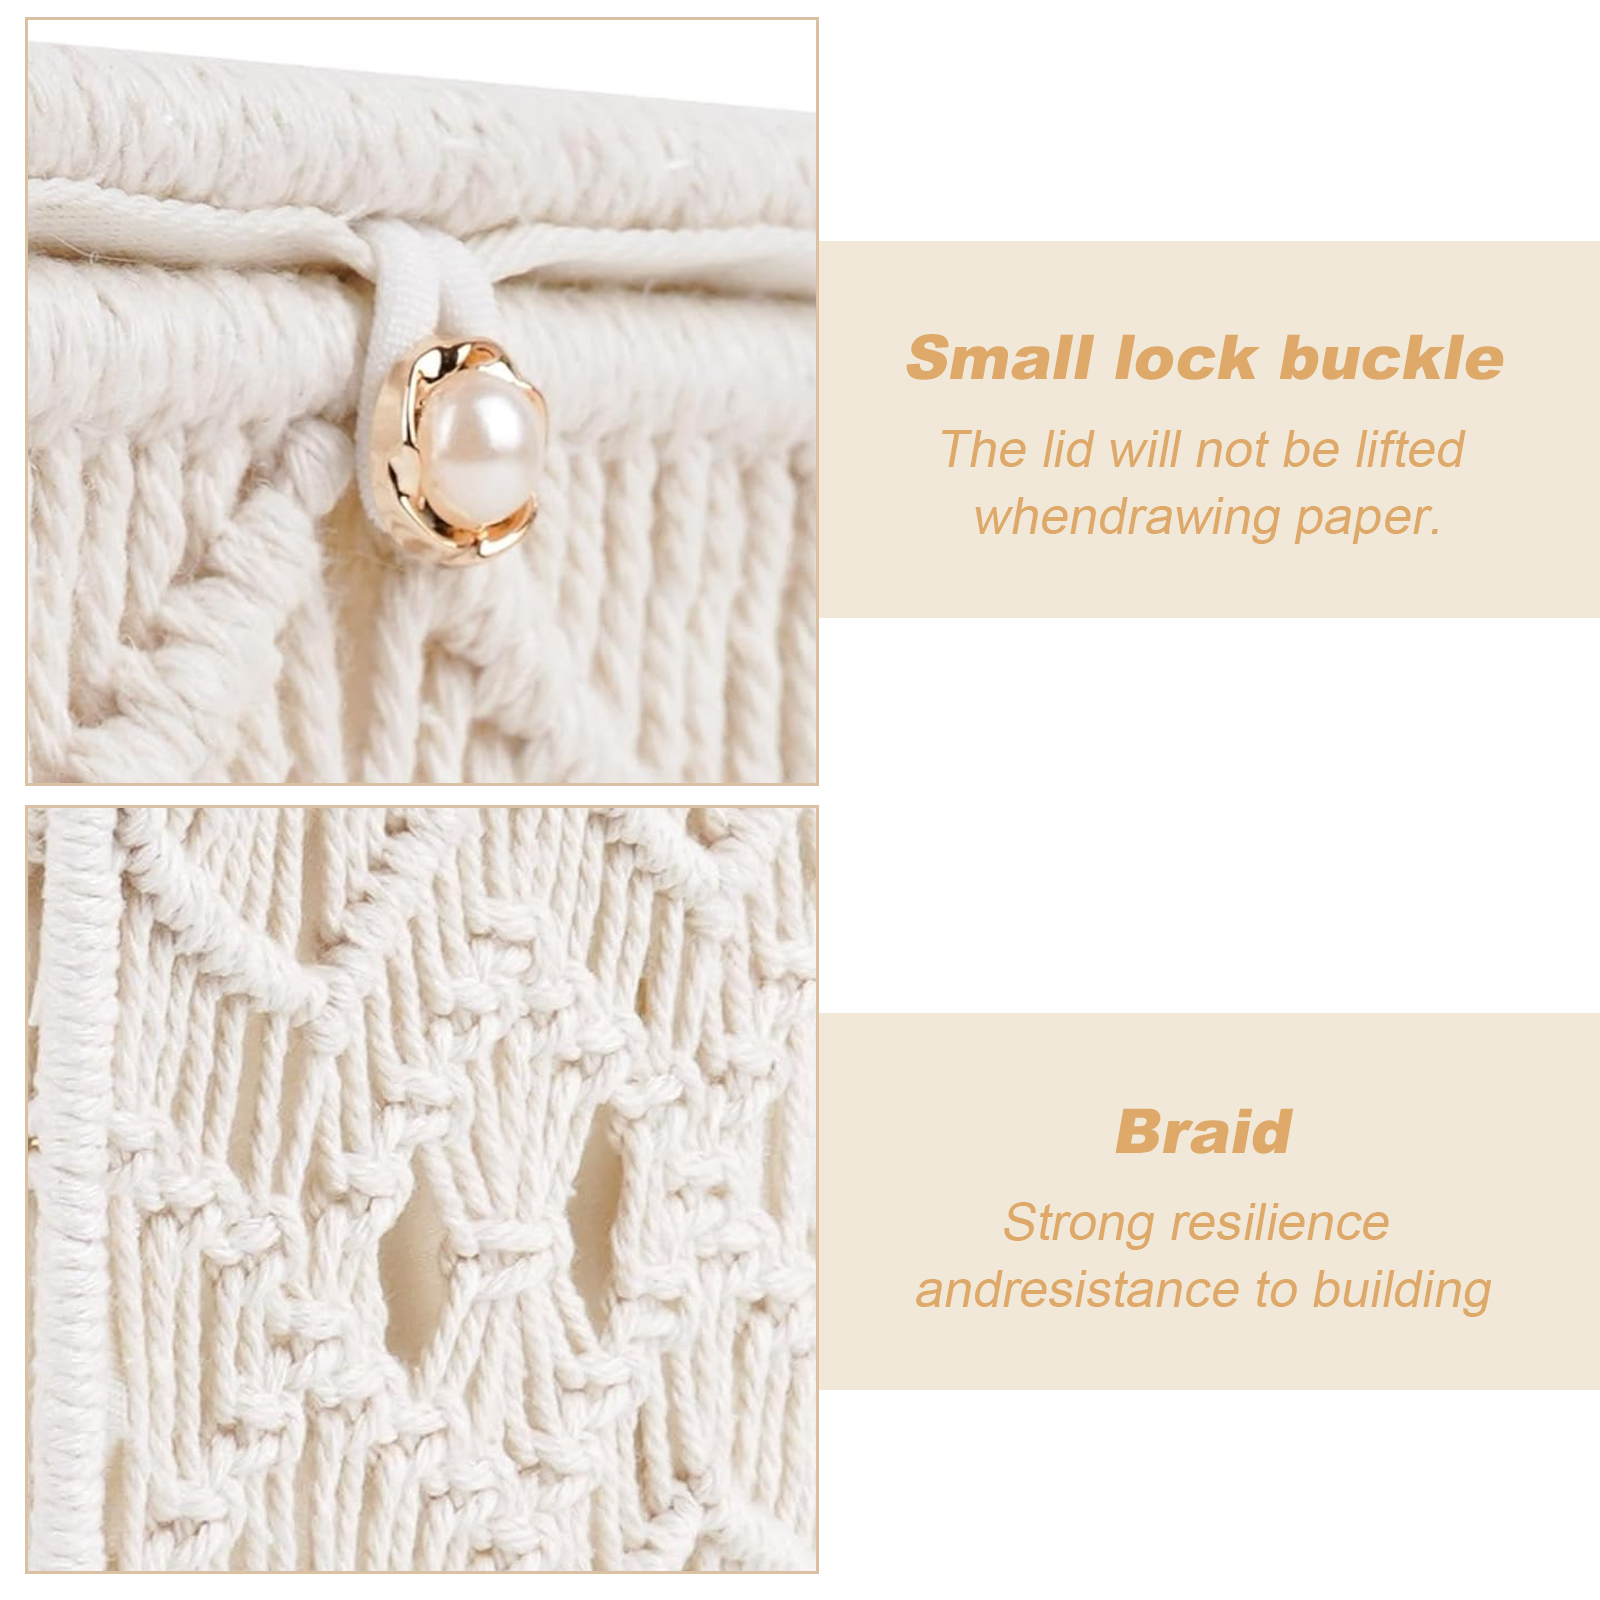 Small lock buckle
The lid will not be lifted
whendrawing paper.
Braid
Strong resilience
andresistance to building